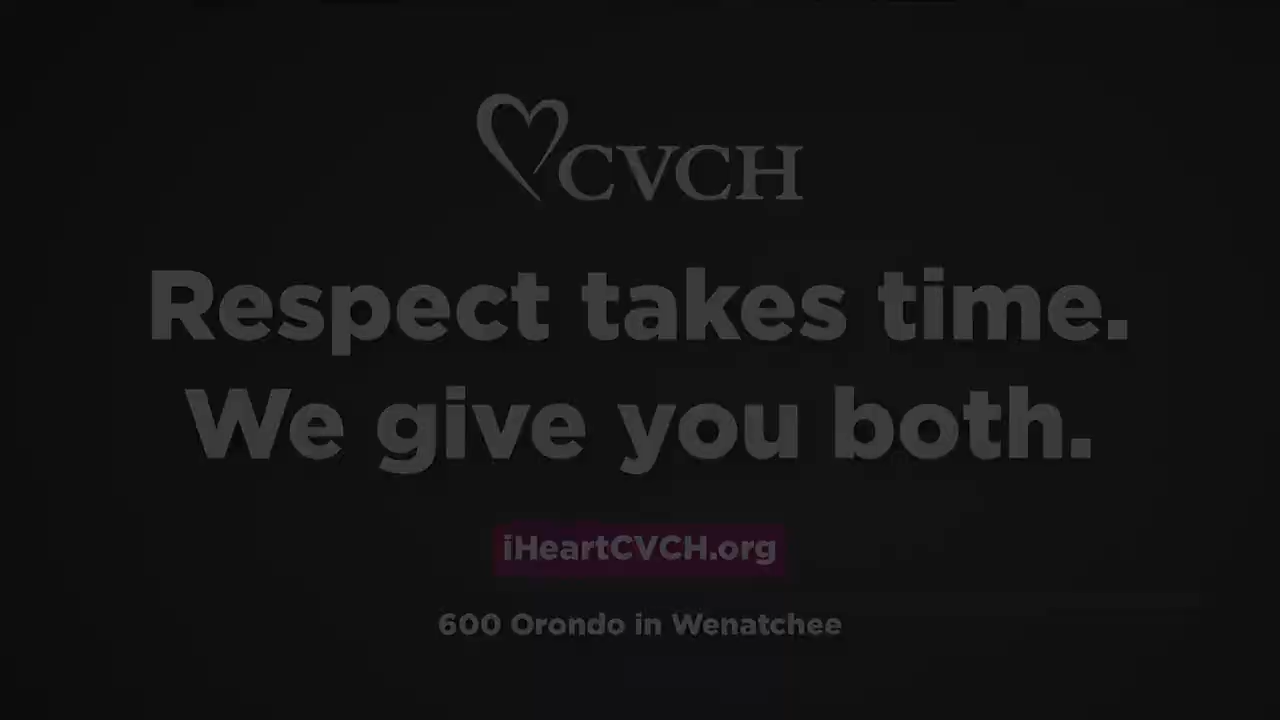 CVCH
Respect takes time.
We give you both.
iHeartCVCH.org
600 Orondo in Wenatchee